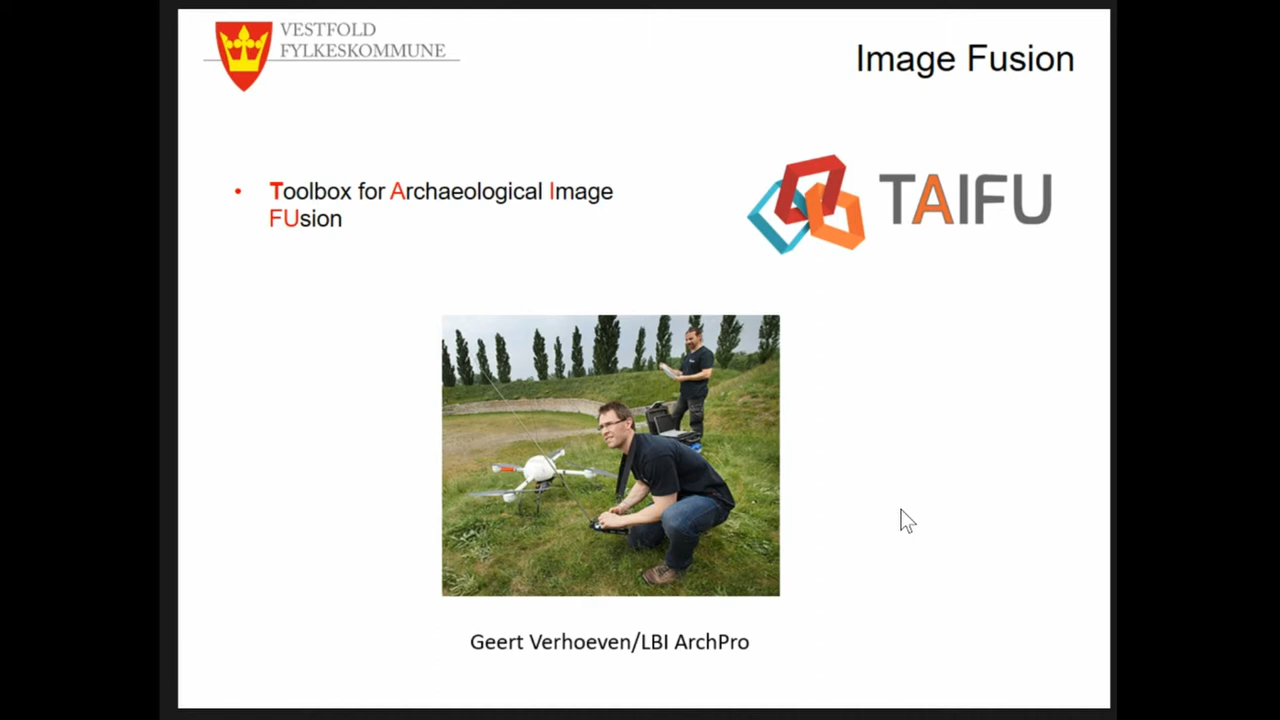 VESTFOLD
FYLKESKOMMUNE
Image Fusion
• Toolbox for Archaeological Image
FUsion
TAIFU
Geert Verhoeven/LBI ArchPro